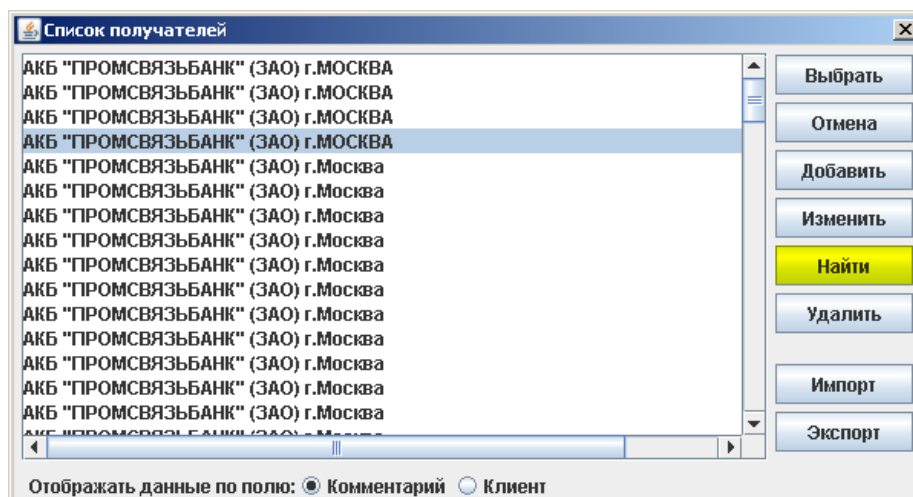 Список получателей
АКБ "ПРОМСВЯЗЬБАНК" (ЗАО) г.МОСКВА
АКБ "ПРОМСВЯЗЬБАНК" (ЗАО) г.МОСКВА
АКБ "ПРОМСВЯЗЬБАНК" (ЗАО) г.МОСКВА
АКБ "ПРОМСВЯЗЬБАНК" (ЗАО) г.МОСКВА
АКБ "ПРОМСВЯЗЬБАНК" (ЗАО) г.Москва
АКБ "ПРОМСВЯЗЬБАНК" (ЗАО) г.Москва
АКБ "ПРОМСВЯЗЬБАНК" (ЗАО) г.Москва
АКБ "ПРОМСВЯЗЬБАНК" (ЗАО) г.Москва
АКБ "ПРОМСВЯЗЬБАНК" (ЗАО) г.Москва
АКБ "ПРОМСВЯЗЬБАНК" (ЗАО) г.Москва
АКБ "ПРОМСВЯЗЬБАНК" (ЗАО) г.Москва
АКБ "ПРОМСВЯЗЬБАНК" (ЗАО) г.Москва
АКБ "ПРОМСВЯЗЬБАНК" (ЗАО) г.Москва
АКБ "ПРОМСВЯЗЬБАНК" (ЗАО) г.Москва
АКБ "ПРОМСВЯЗЬБАНК" (ЗАО) г.Москва
АКБ "ПРОМСВЯЗЬБАНК" (ЗАО) г.Москва
Выбрать
Отмена
Добавить
Изменить
Найти
Удалить
Импорт
Экспорт
Отображать данные по полю: Комментарий Клиент